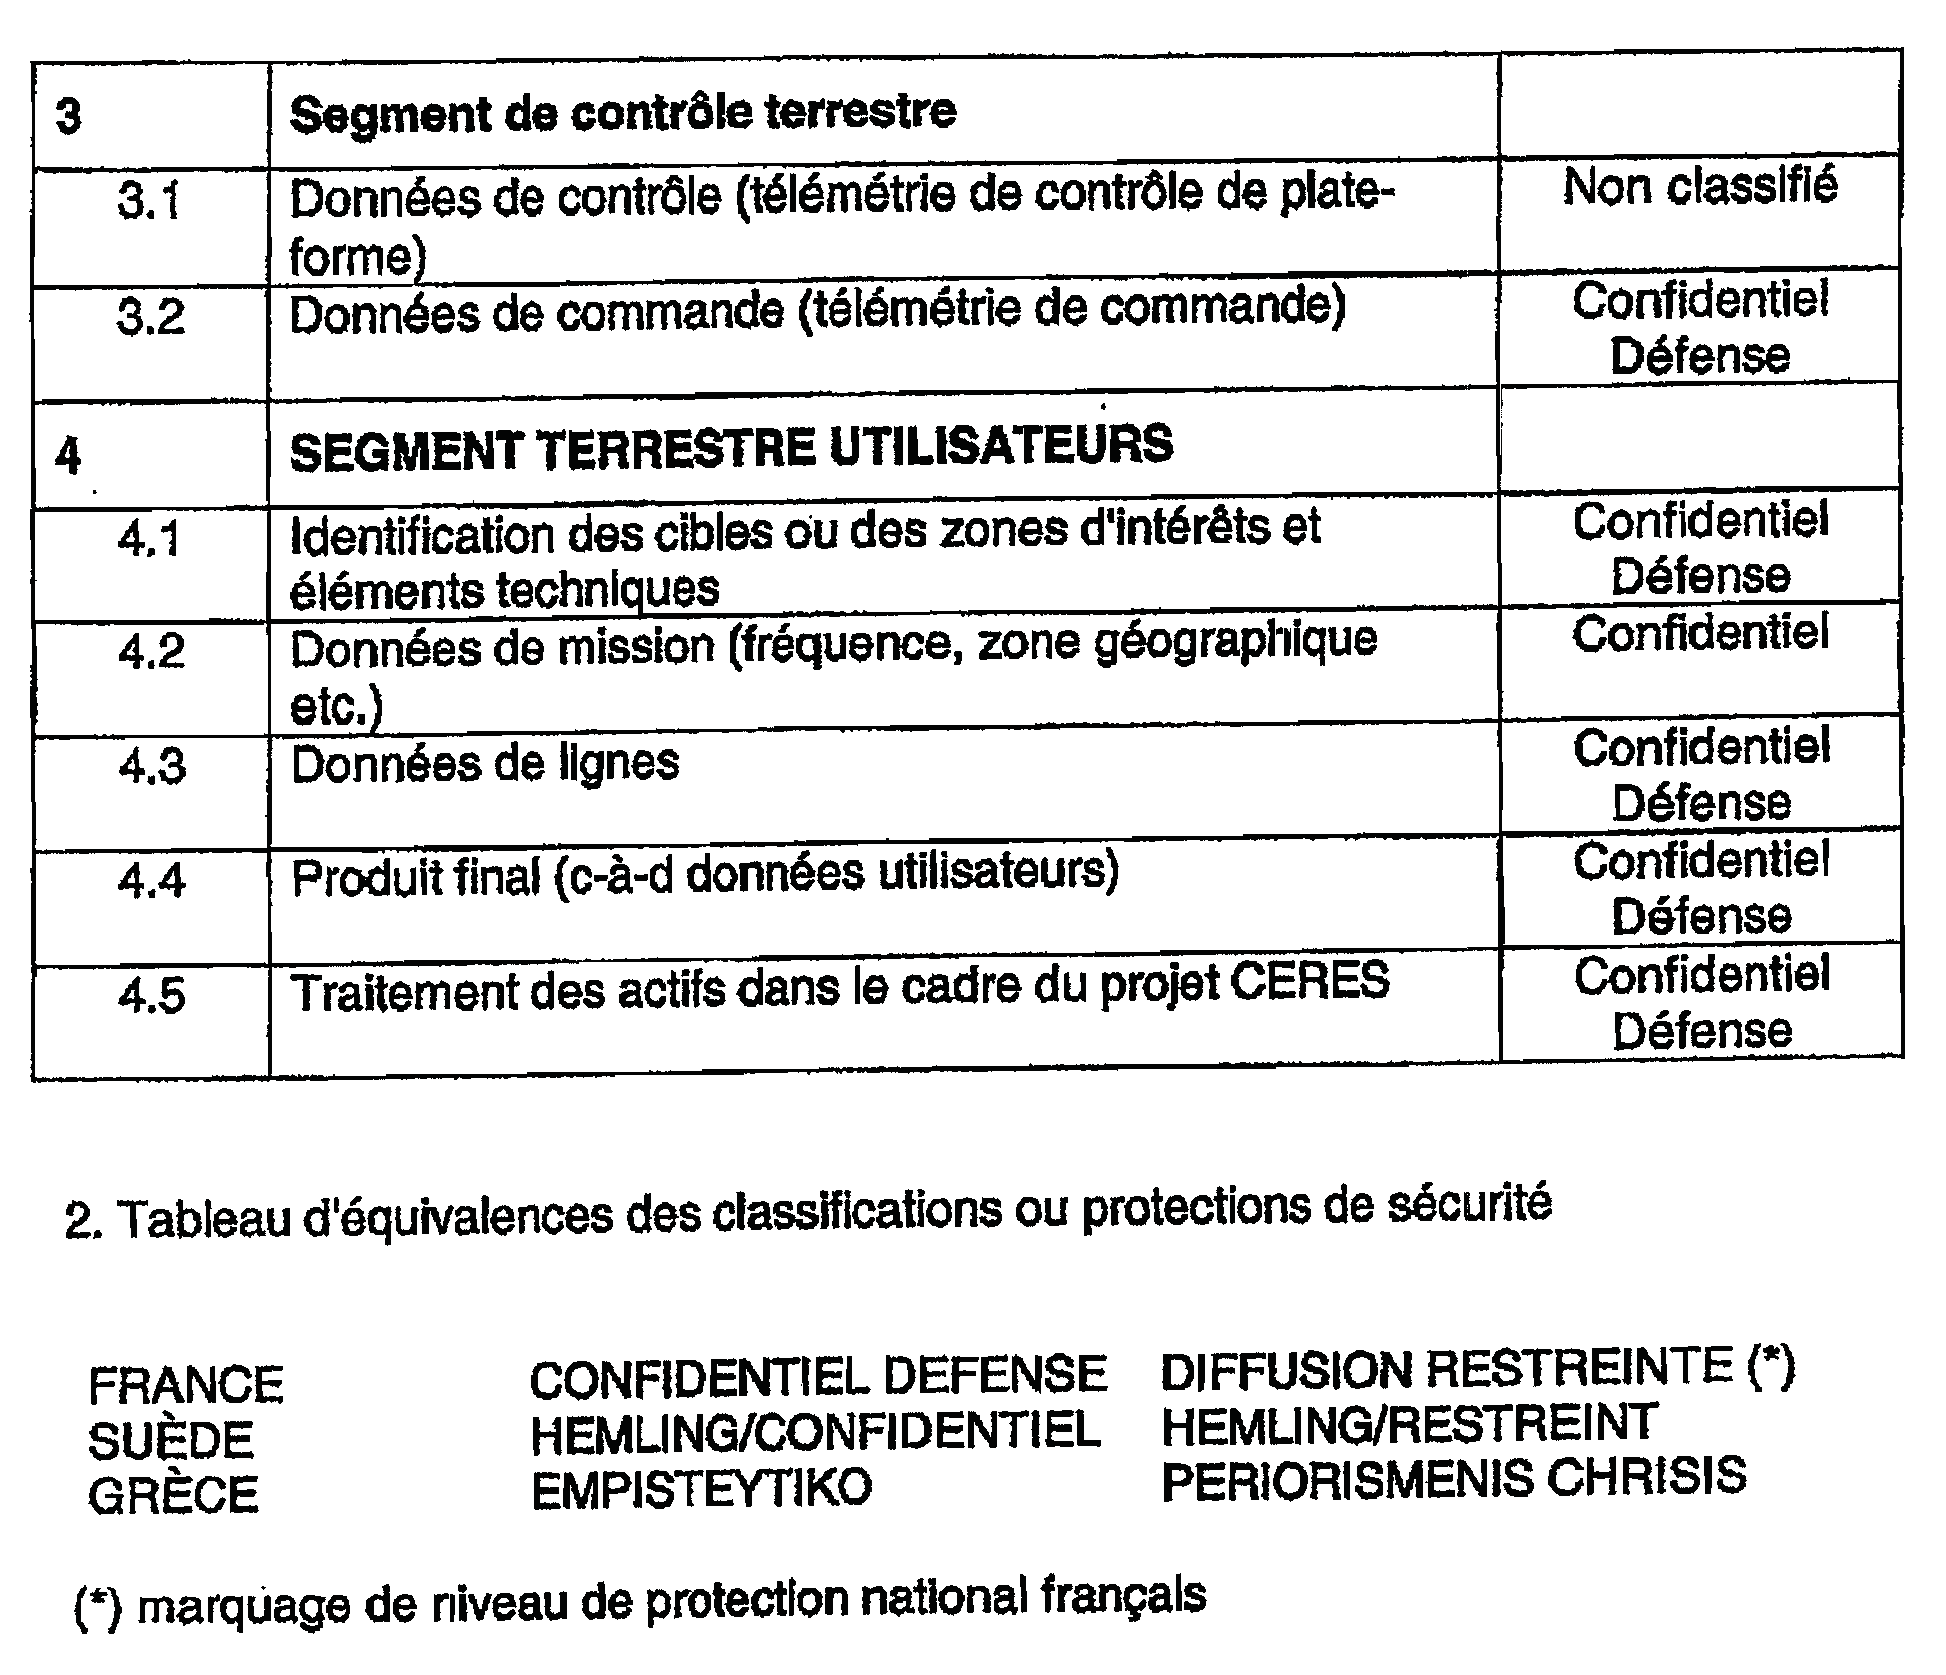 3 Segment de contrôle terrestre
3.1 Données de contrôle (télémétrie de contrôle de plate- Non classifié
forme)
3.2 Données de commande (télémétrie de commande) Confidentiel
Défense
4 SEGMENT TERRESTRE UTILISATEURS
4.1 Identification des cibles ou des zones d'intérêts et Confidentiel
éléments techniques Défense
4.2 Données de mission (fréquence, zone géographique Confidentiel
etc.)
4.3 Données de lignes Confidentiel
Défense
4.4 Produit final (c-à-d données utilisateurs) Confidentiel
Défense
4.5 Traitement des actifs dans le cadre du projet CERES Confidentiel
Défense
2. Tableau d'équivalences des classifications ou protections de sécurité
FRANCE CONFIDENTIEL DEFENSE DIFFUSION RESTREINTE (*)
SUÈDE HEMLING/CONFIDENTIEL HEMLING/RESTREINT
GRÈCE EMPISTEYTIKO PERIORISMENIS CHRISIS
(*) marquage de niveau de protection national français